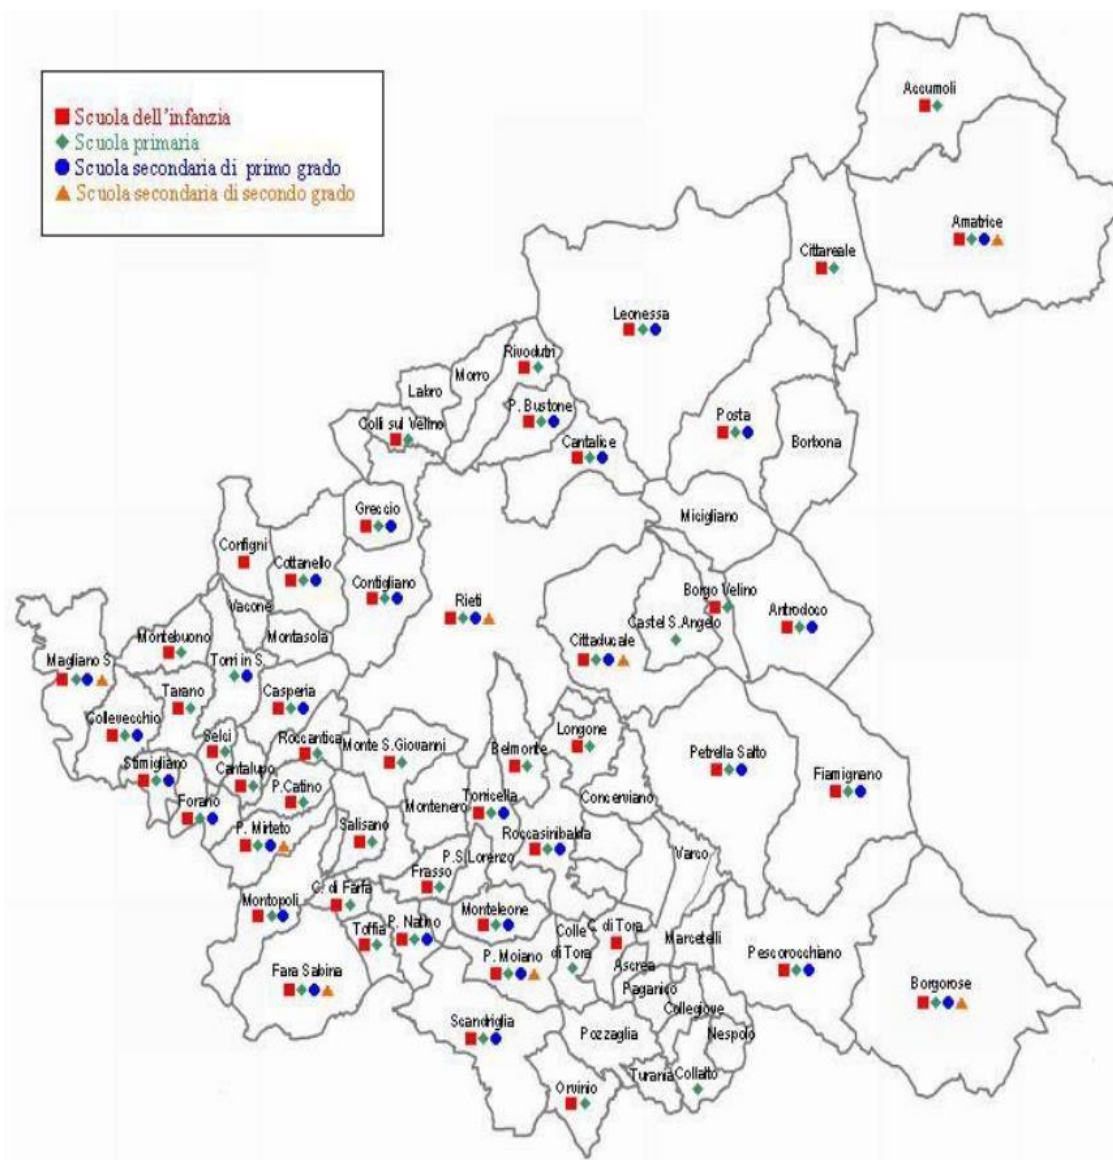 Scuola dell'infanzia
Scuola primaria
Scuola secondaria di primo grado
Scuola secondaria di secondo grado
Accumoli
Amatrice
Cittareale
Leonessa
Rivodutri
Morro
Labro
P. Bustone
Colli sul Velino
Posta
Borbona
Cantalice
Greccio
Micigliano
Configni
Cottanello
Contigliano
Rieti
Borgo Velino
Antrodoco
Vacone
Castel S. Angelo
Montebuono
Montasola
Cittaducale
Magliano S
Torri in S.
Tarano
Casperia
Collevecchio
Selci
Roccantica
Monte S.Giovanni
Belmonte
Longone
Petrella Salto
Stimigliano
Cantalupo
Fiamignano
P.Catino
Concerviano
Forano
Montenero
Torricella
P. Mirteto
Salisano
Roccasinibalda
Varco
P.S.Lorenzo
Frasso
C. di Farfa
Montopoli
Monteleone
Toffia
P. Nativo
Colle
di Tora
C. di Tora
Marcetelli
Pescorocchiano
P. Moiano
Ascrea
Fara Sabina
Paganico
Borgorose
Collegiove
Scandriglia
Pozzaglia
Nespolo
Turania
Collalto
Orvinio